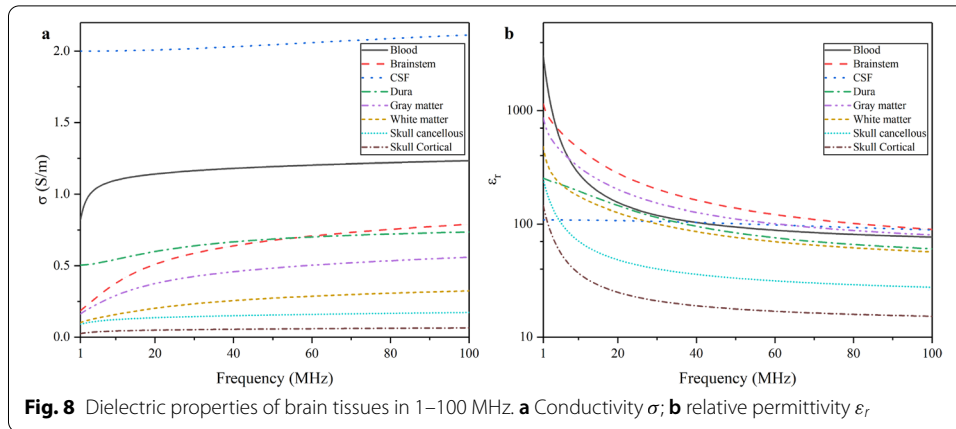 a
σ (S/m)
2.0
1.5
1.0
0.5
0.0
1
20
40
60
80
100
Frequency (MHz)
Blood
Brainstem
CSF
Dura
Gray matter
White matter
Skull cancellous
Skull Cortical
b
εr
1000
100
10
1
20
40
60
80
100
Frequency (MHz)
Blood
Brainstem
CSF
Dura
Gray matter
White matter
Skull cancellous
Skull Cortical
Fig. 8 Dielectric properties of brain tissues in 1–100 MHz. a Conductivity σ; b relative permittivity εr